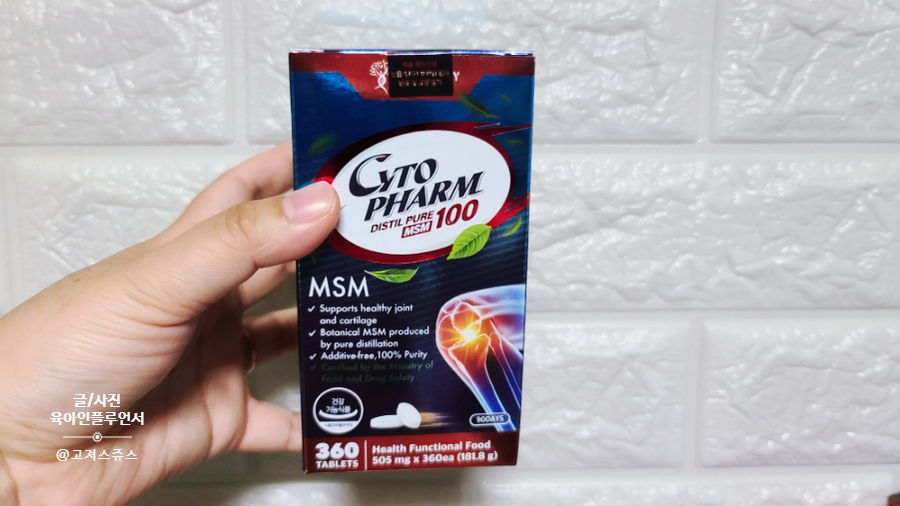 CYTO
PHARM
DISTIL PURE
MSM 100
MSM
✓ Supports healthy joint
and cartilage
✓ Botanical MSM produced
by pure distillation
✓ Additive-free, 100% Purity
✓ Certified by the Ministry of
Food and Drug Safety
건강
기능식품
90DAYS
360
TABLETS
Health Functional Food
505 mg x 360ea (181.8 g)
글/사진
육아인플루언서
@고져스쥬스